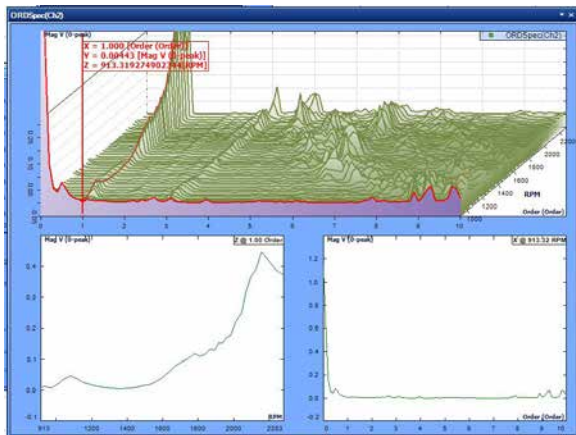 ORDSpec(Ch2)
Mag V (0-peak)
X = 1.000 [Order (Order)]
Y = 0.00443 [Mag V (0-peak)]
ORDSpec(Ch2)
0 1 2 3 4 5 6 7 8 9 10
1000 1200 1400 1600 1800 2000 2200
RPM
Order (Order)
Mag V (0-peak)
Z @ 1.00 Order
0.4
0.3
0.2
0.1
0.0
-0.1
RPM
913 1200 1400 1600 1800 2000 2203
Mag V (0-peak)
X @ 913.32 RPM
1.2
1.0
0.8
0.6
0.4
0.2
0.0
-0.2
Order (Order)
0 1 2 3 4 5 6 7 8 9 10